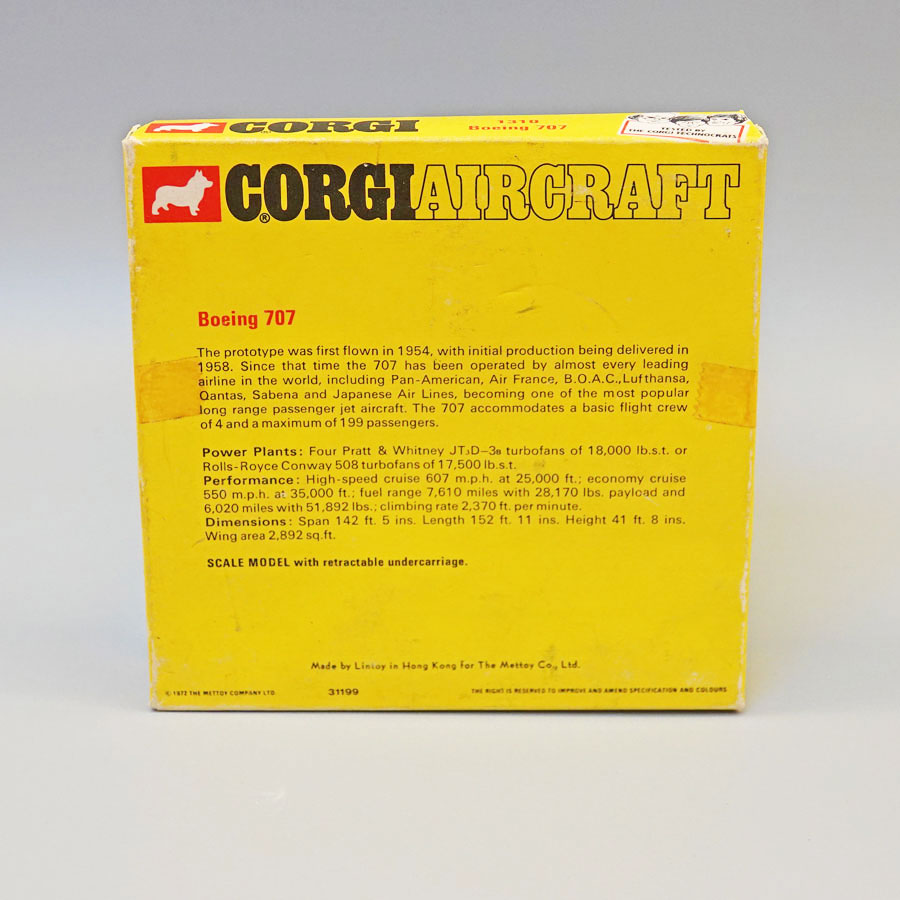 CORGI 1310
Boeing 707
TESTED BY
THE CORGI TECHNOCRATS
CORGI AIRCRAFT
®
Boeing 707
The prototype was first flown in 1954, with initial production being delivered in
1958. Since that time the 707 has been operated by almost every leading
airline in the world, including Pan-American, Air France, B.O.A.C., Lufthansa,
Qantas, Sabena and Japanese Air Lines, becoming one of the most popular
long range passenger jet aircraft. The 707 accommodates a basic flight crew
of 4 and a maximum of 199 passengers.
Power Plants: Four Pratt & Whitney JT3D-3B turbofans of 18,000 lb.s.t. or
Rolls-Royce Conway 508 turbofans of 17,500 lb.s.t.
Performance: High-speed cruise 607 m.p.h. at 25,000 ft.; economy cruise
550 m.p.h. at 35,000 ft.; fuel range 7,610 miles with 28,170 lbs. payload and
6,020 miles with 51,892 lbs.; climbing rate 2,370 ft. per minute.
Dimensions: Span 142 ft. 5 ins. Length 152 ft. 11 ins. Height 41 ft. 8 ins.
Wing area 2,892 sq.ft.
SCALE MODEL with retractable undercarriage.
Made by Lintoy in Hong Kong for The Mettoy Co., Ltd.
© 1972 THE METTOY COMPANY LTD. 31199 THE RIGHT IS RESERVED TO IMPROVE AND AMEND SPECIFICATION AND COLOURS